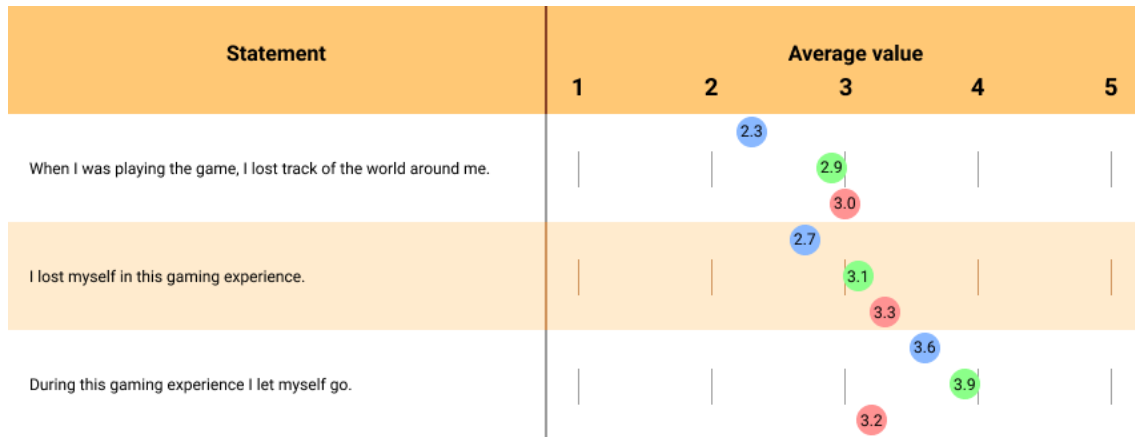 Statement
Average value
1 2 3 4 5
2.3
When I was playing the game, I lost track of the world around me.
2.9
3.0
2.7
I lost myself in this gaming experience.
3.1
3.3
3.6
During this gaming experience I let myself go.
3.9
3.2